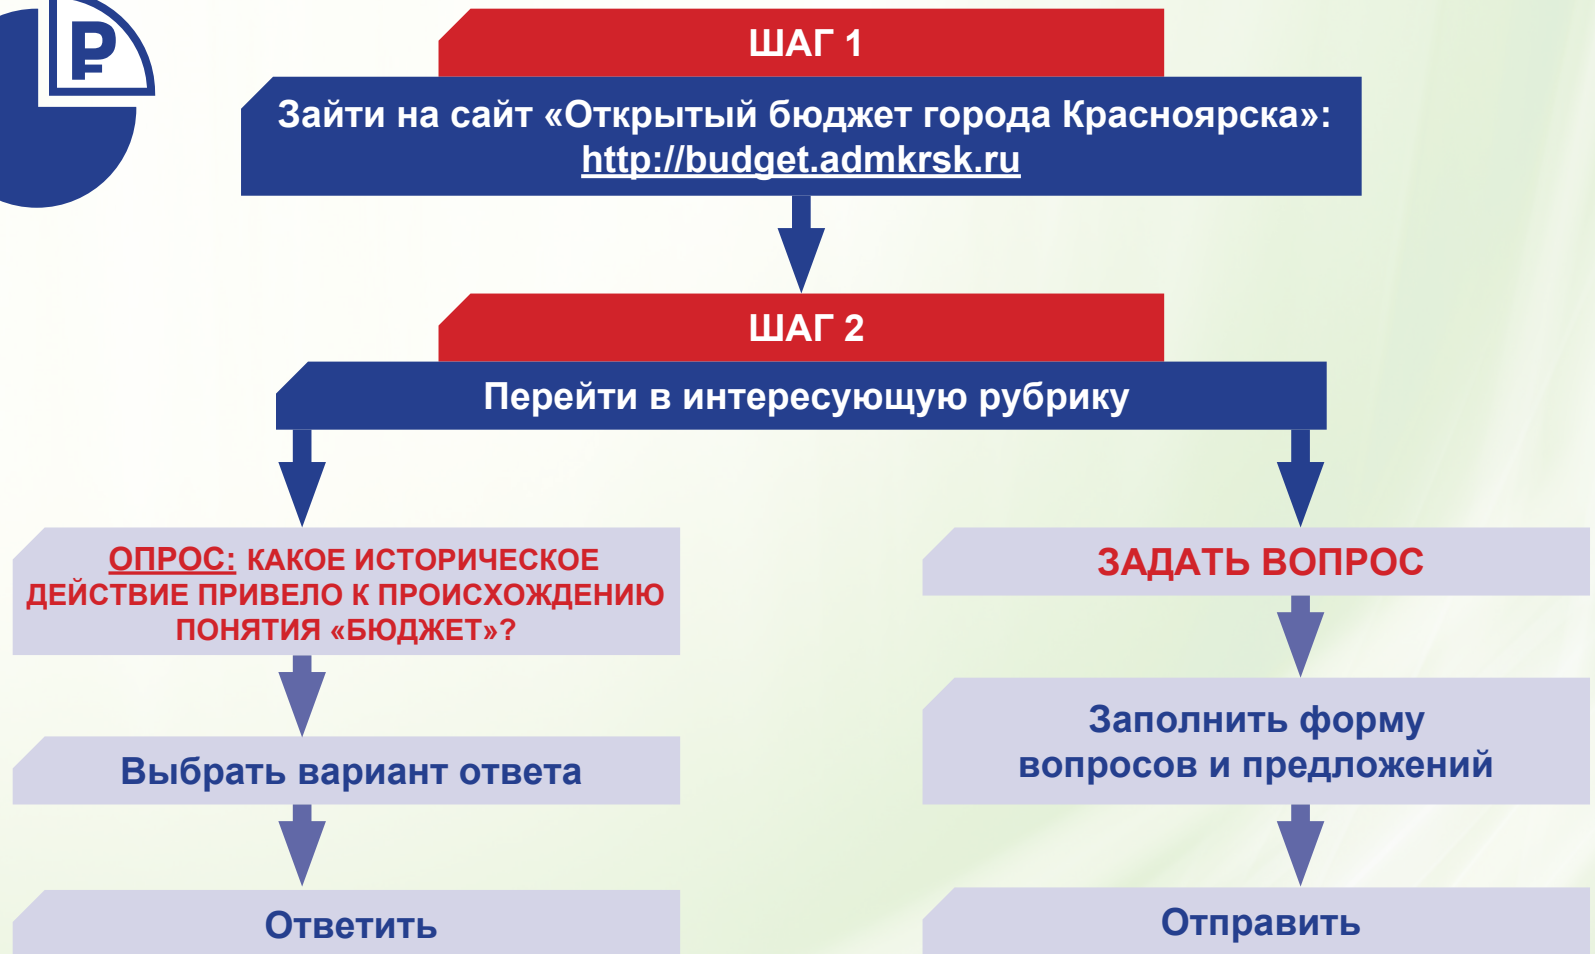 ШАГ 1
Зайти на сайт «Открытый бюджет города Красноярска»:
http://budget.admkrsk.ru
ШАГ 2
Перейти в интересующую рубрику
ОПРОС: КАКОЕ ИСТОРИЧЕСКОЕ
ДЕЙСТВИЕ ПРИВЕЛО К ПРОИСХОЖДЕНИЮ
ПОНЯТИЯ «БЮДЖЕТ»?
Выбрать вариант ответа
Ответить
ЗАДАТЬ ВОПРОС
Заполнить форму
вопросов и предложений
Отправить